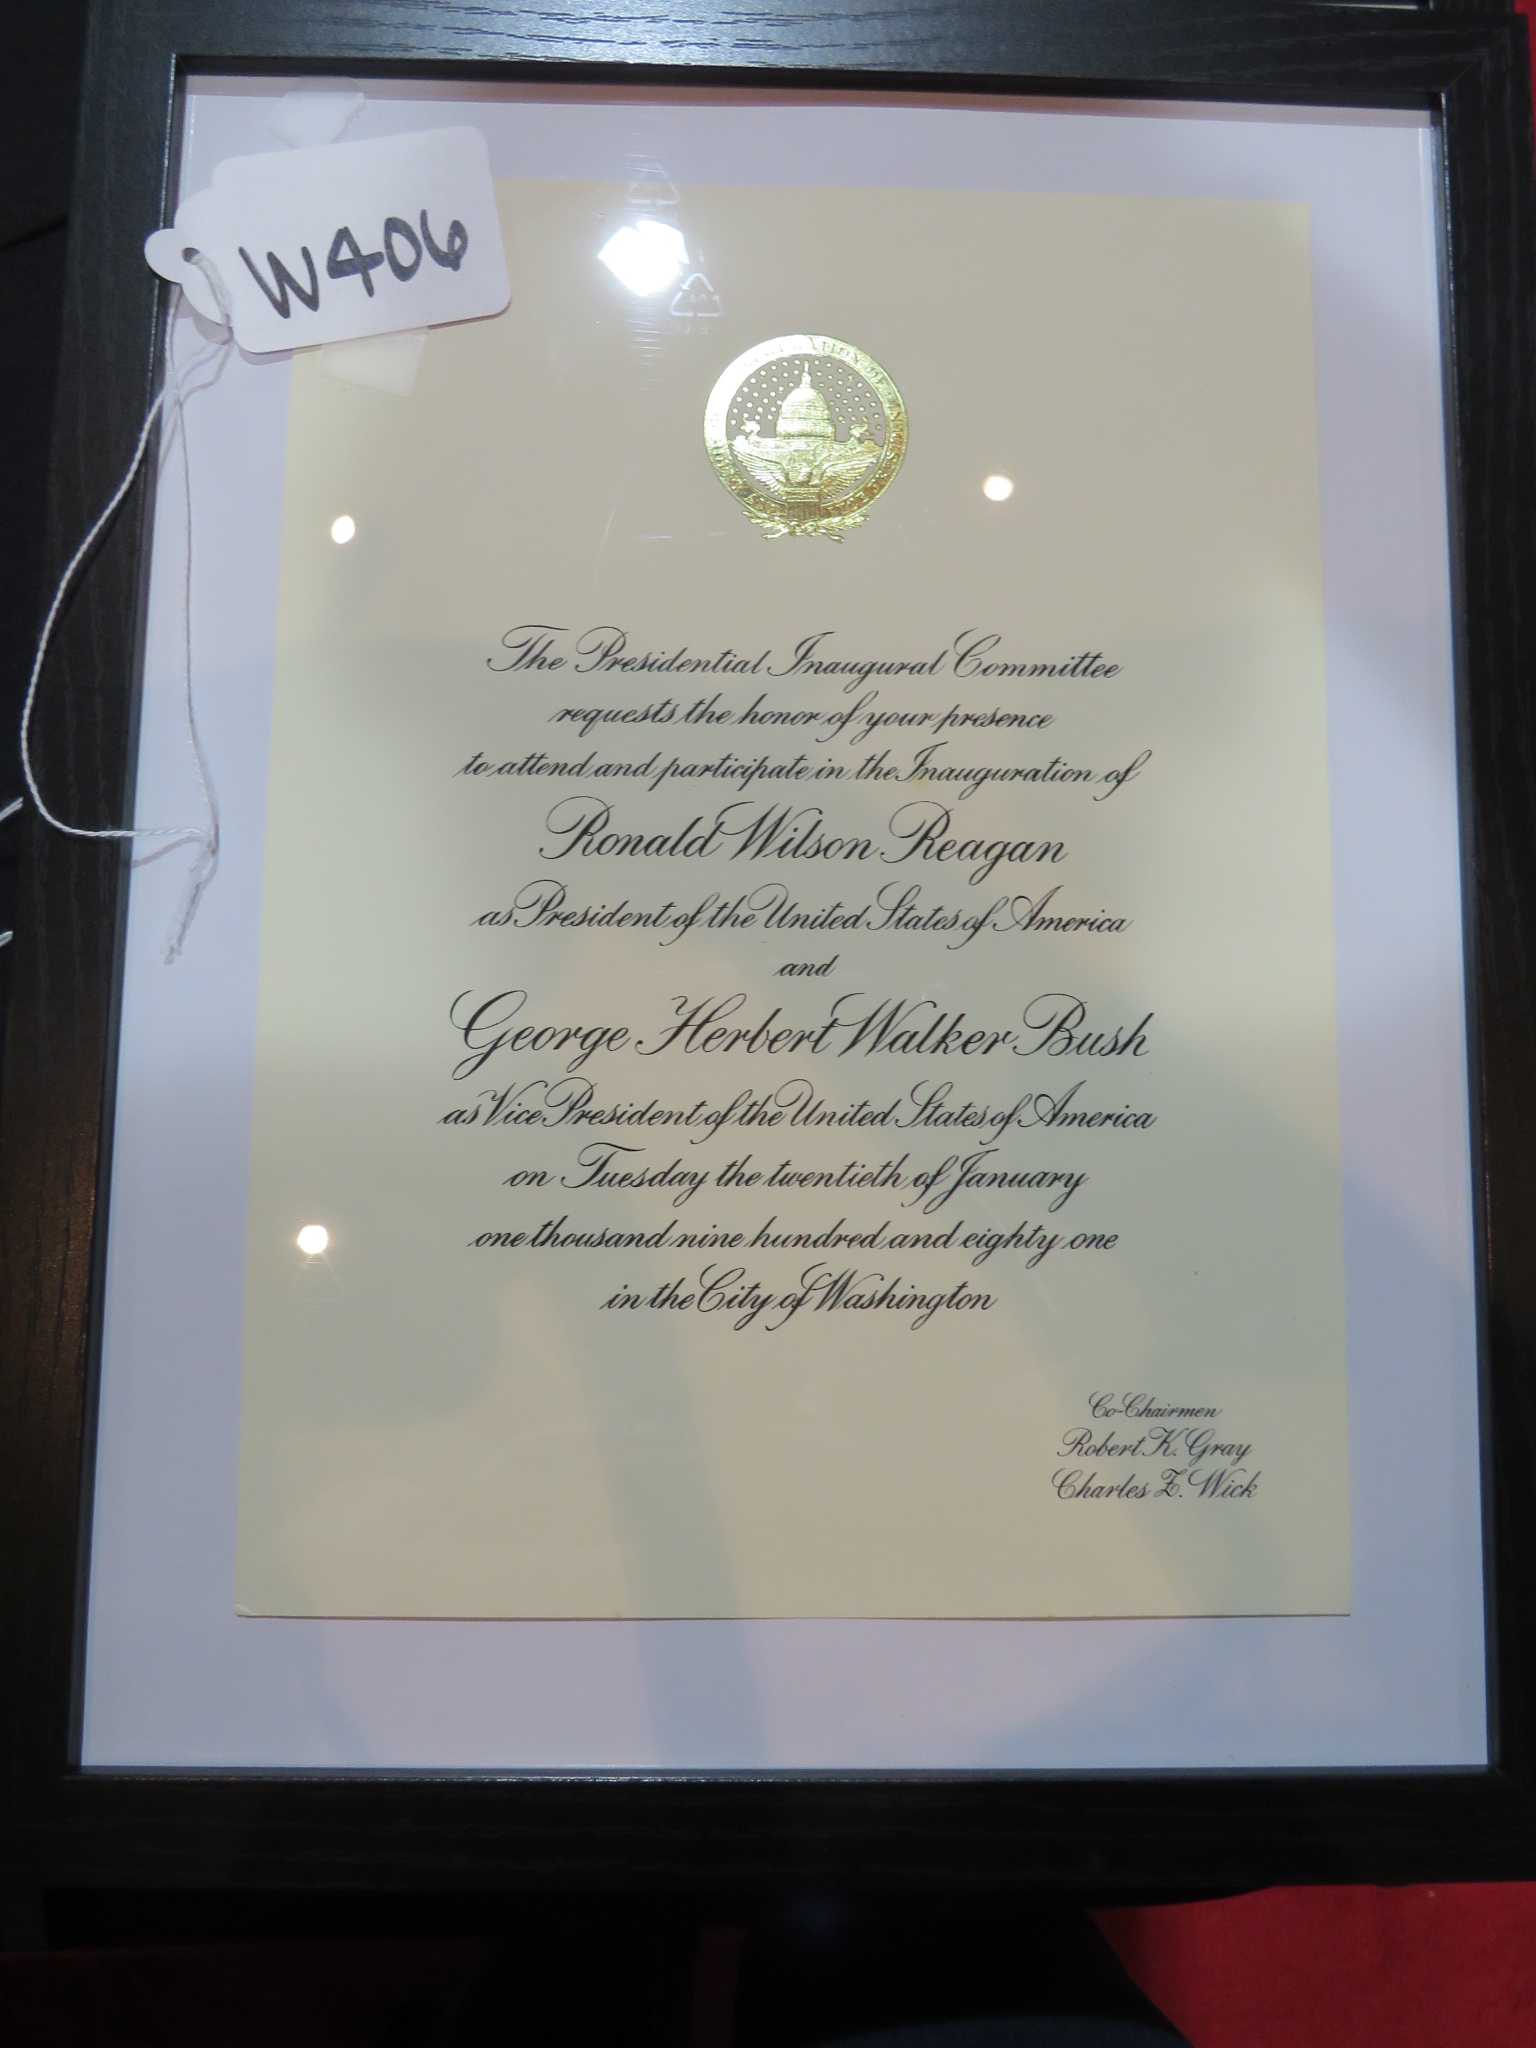 W406
The Presidential Inaugural Committee
requests the honor of your presence
to attend and participate in the Inauguration of
Ronald Wilson Reagan
as President of the United States of America
and
George Herbert Walker Bush
as Vice President of the United States of America
on Tuesday the twentieth of January
one thousand nine hundred and eighty one
in the City of Washington
Co-Chairmen
Robert K. Gray
Charles Z. Wick